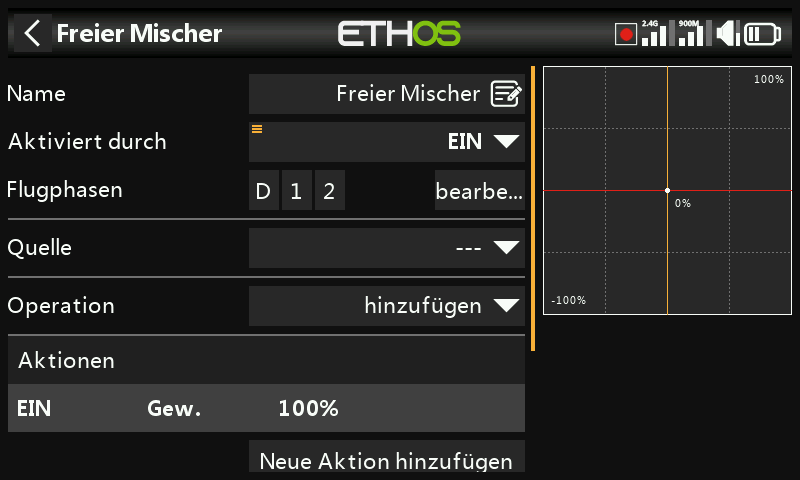 Freier Mischer
ETHOS
2.4G
900M
Name
Freier Mischer
Aktiviert durch
EIN
Flugphasen
D 1 2
bearbe...
Quelle
---
Operation
hinzufügen
Aktionen
EIN Gew. 100%
Neue Aktion hinzufügen
100%
0%
-100%